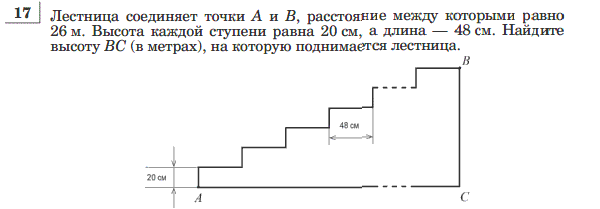 17 Лестница соединяет точки A и B, расстояние между которыми равно
26 м. Высота каждой ступени равна 20 см, а длина — 48 см. Найдите
высоту BC (в метрах), на которую поднимается лестница.
B
48 см
20 см
A
C